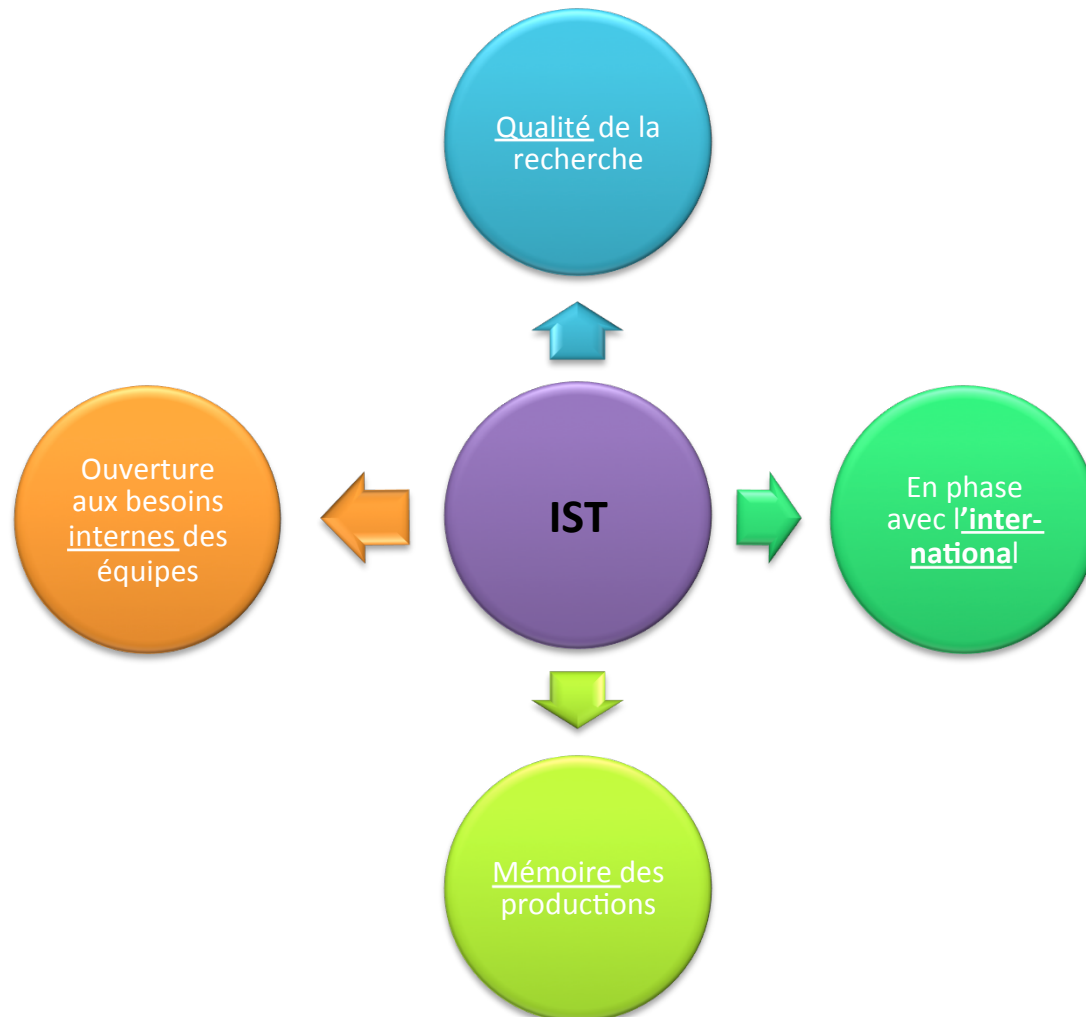 Qualité de la
recherche
Ouverture
aux besoins
internes des
équipes
IST
En phase
avec l'inter-
national
Mémoire des
productions